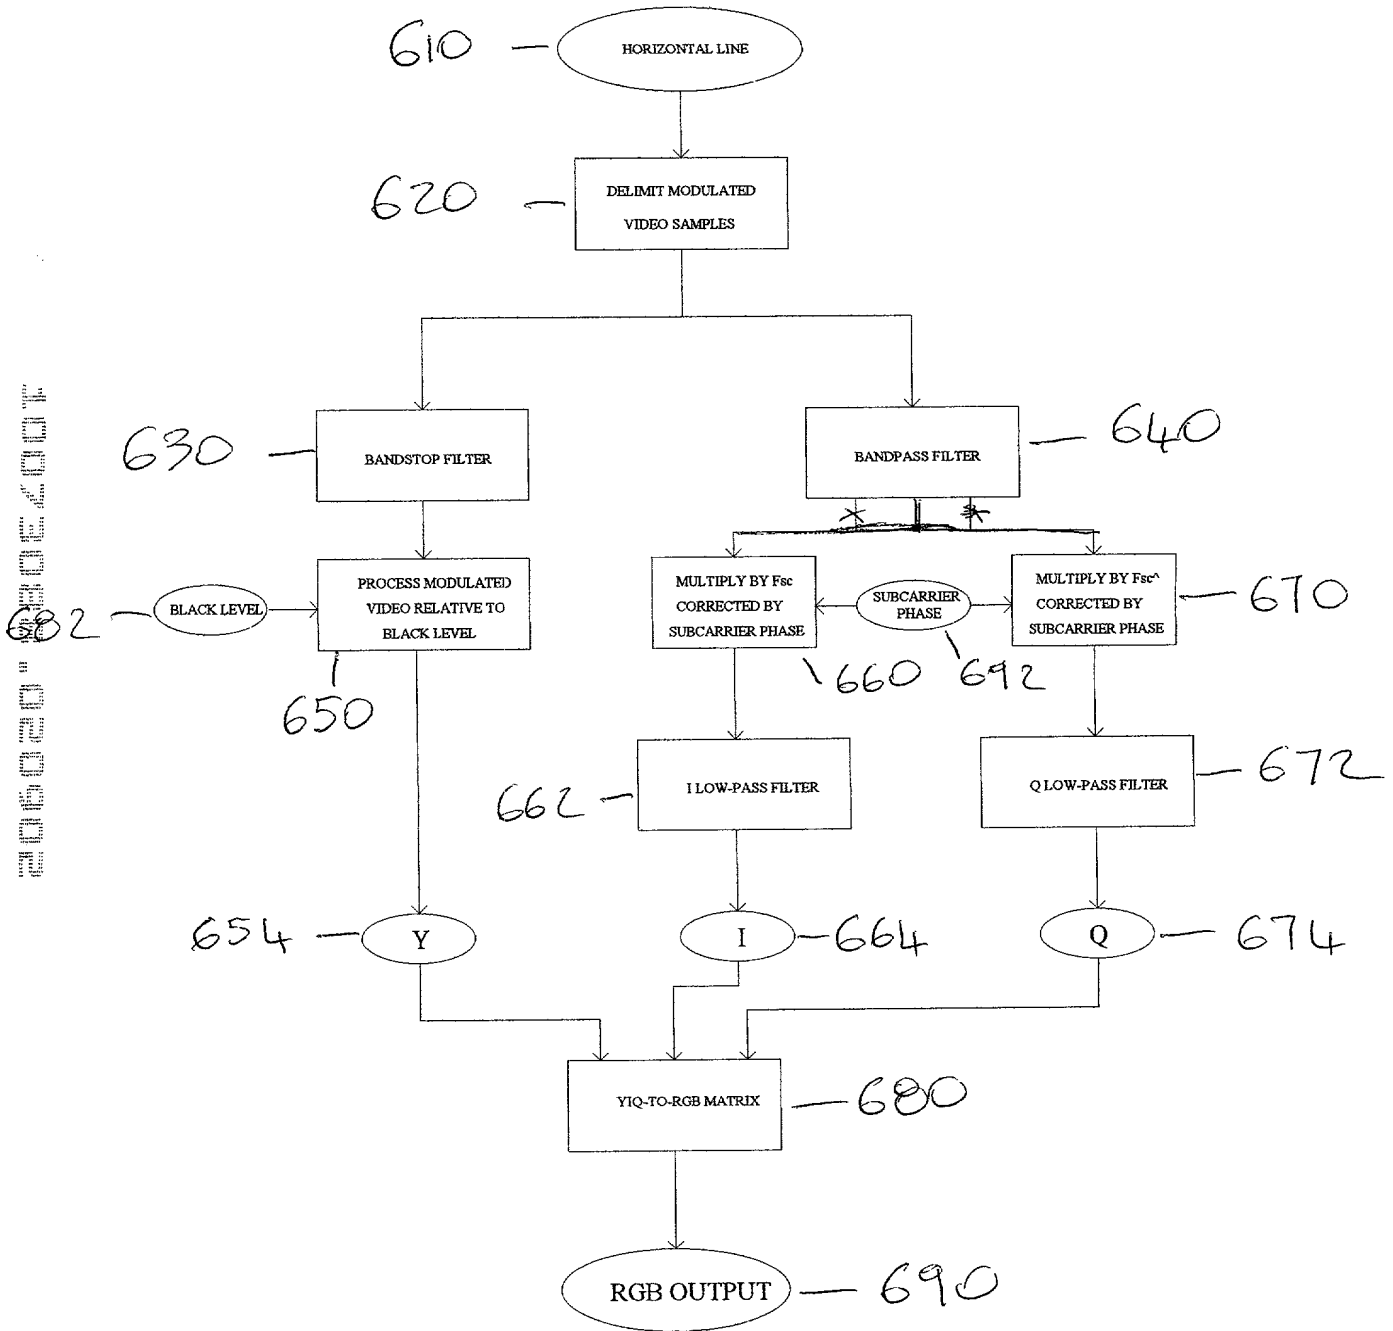 610
HORIZONTAL LINE
620
DELIMIT MODULATED
VIDEO SAMPLES
630
BANDSTOP FILTER
BANDPASS FILTER
640
682
BLACK LEVEL
PROCESS MODULATED
VIDEO RELATIVE TO
BLACK LEVEL
650
MULTIPLY BY Fsc
CORRECTED BY
SUBCARRIER PHASE
660
SUBCARRIER
PHASE
692
MULTIPLY BY Fsc^
CORRECTED BY
SUBCARRIER PHASE
670
662
I LOW-PASS FILTER
Q LOW-PASS FILTER
672
654
Y
I
664
Q
674
YIQ-TO-RGB MATRIX
680
RGB OUTPUT
690